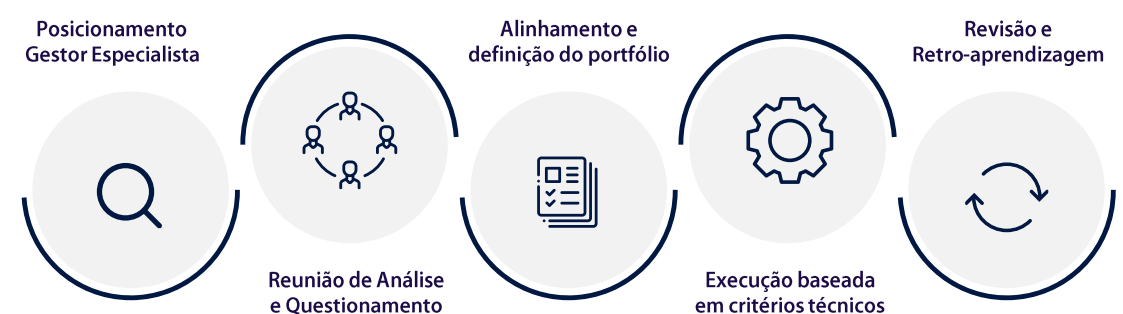 Posicionamento
Gestor Especialista
Reunião de Análise
e Questionamento
Alinhamento e
definição do portfólio
Execução baseada
em critérios técnicos
Revisão e
Retro-aprendizagem